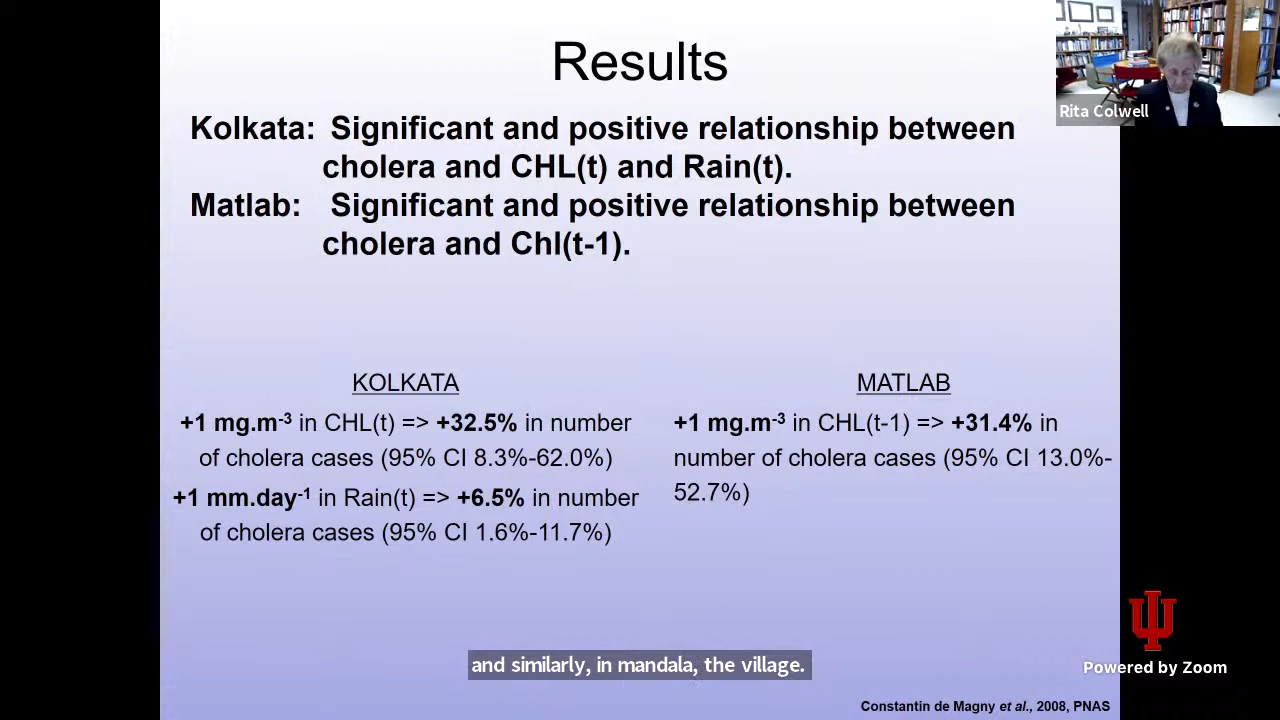 Results
Rita Colwell
Kolkata: Significant and positive relationship between
cholera and CHL(t) and Rain(t).
Matlab: Significant and positive relationship between
cholera and Chl(t-1).
KOLKATA
+1 mg.m-3 in CHL(t) => +32.5% in number
of cholera cases (95% CI 8.3%-62.0%)
+1 mm.day-1 in Rain(t) => +6.5% in number
of cholera cases (95% CI 1.6%-11.7%)
MATLAB
+1 mg.m-3 in CHL(t-1) => +31.4% in
number of cholera cases (95% CI 13.0%-
52.7%)
and similarly, in mandala, the village.
Powered by Zoom
Constantin de Magny et al., 2008, PNAS